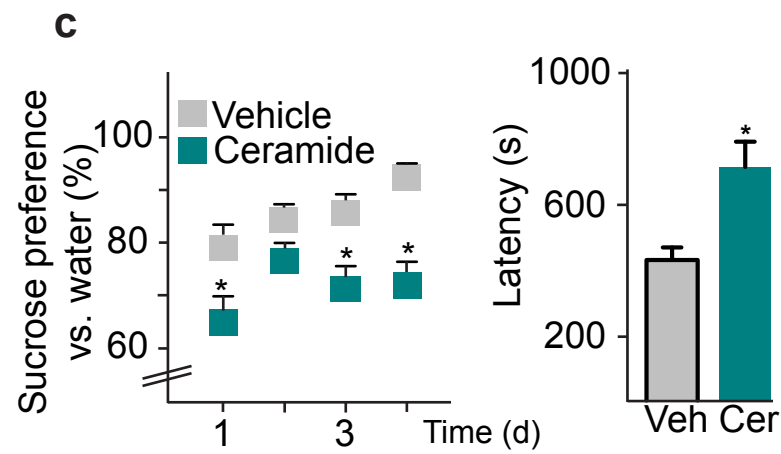 c
Sucrose preference
vs. water (%)
100
80
60
Vehicle
Ceramide
*
*
*
1
3
Time (d)
Latency (s)
1000
600
200
*
Veh Cer